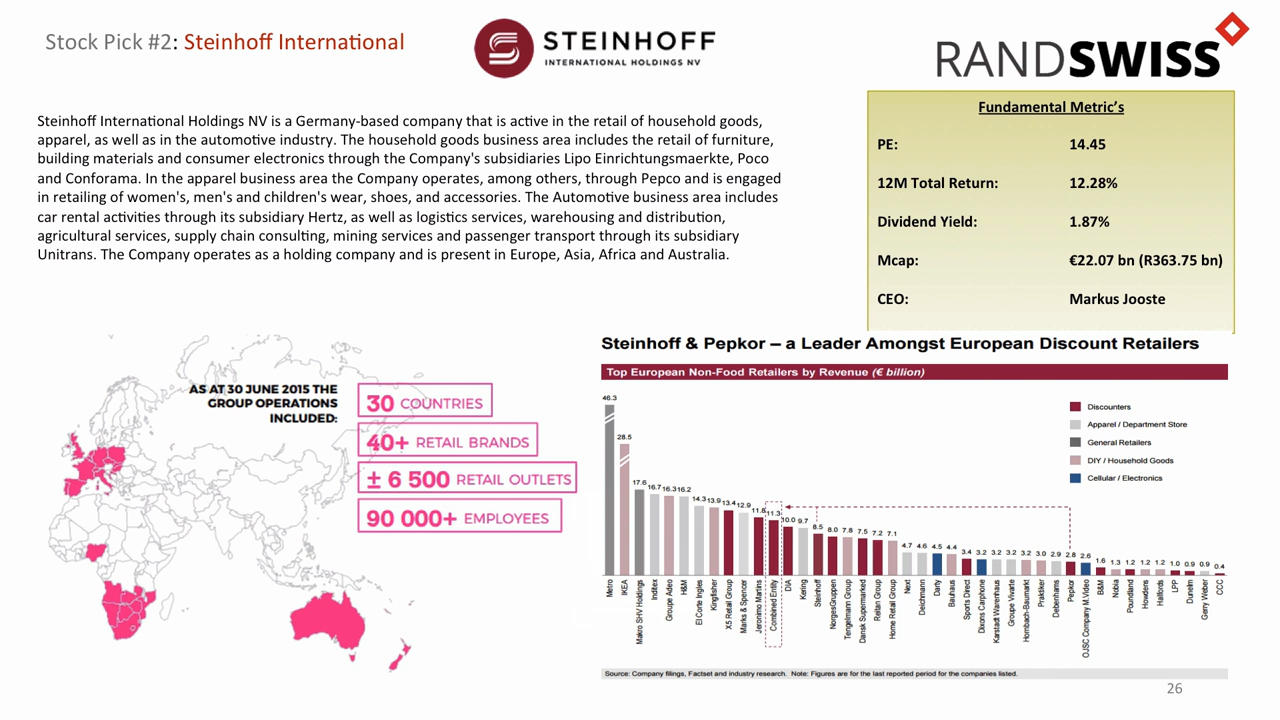 Stock Pick #2: Steinhoff International
STEINHOFF
INTERNATIONAL HOLDINGS NV
RANDSWISS
Steinhoff International Holdings NV is a Germany-based company that is active in the retail of household goods,
apparel, as well as in the automotive industry. The household goods business area includes the retail of furniture,
building materials and consumer electronics through the Company's subsidiaries Lipo Einrichtungsmaerkte, Poco
and Conforama. In the apparel business area the Company operates, among others, through Pepco and is engaged
in retailing of women's, men's and children's wear, shoes, and accessories. The Automotive business area includes
car rental activities through its subsidiary Hertz, as well as logistics services, warehousing and distribution,
agricultural services, supply chain consulting, mining services and passenger transport through its subsidiary
Unitrans. The Company operates as a holding company and is present in Europe, Asia, Africa and Australia.
Fundamental Metric's
PE: 14.45
12M Total Return: 12.28%
Dividend Yield: 1.87%
Mcap: €22.07 bn (R363.75 bn)
CEO: Markus Jooste
AS AT 30 JUNE 2015 THE
GROUP OPERATIONS
INCLUDED:
30 COUNTRIES
40+ RETAIL BRANDS
± 6 500 RETAIL OUTLETS
90 000+ EMPLOYEES
Steinhoff & Pepkor – a Leader Amongst European Discount Retailers
Top European Non-Food Retailers by Revenue (€ billion)
Discounters
Apparel / Department Store
General Retailers
DIY / Household Goods
Cellular / Electronics
46.3 28.5 17.6 16.7 16.3 16.2 14.3 13.9 13.4 12.9 11.8 11.3 10.0 9.7 8.5 8.0 7.8 7.5 7.2 7.1 4.7 4.6 4.5 4.4 3.4 3.2 3.2 3.2 3.2 3.0 2.9 2.8 2.6 1.6 1.3 1.2 1.2 1.2 1.0 0.9 0.9 0.4
Metro
IKEA
Makro SHV Holdings
Inditex
Groupe Adeo
H&M
El Corte Ingles
Kingfisher
X5 Retail Group
Marks & Spencer
Jeronimo Martins
Combined Entity
DIA
Kering
Steinhoff
NorgesGruppen
Tengelmann Group
Dansk Supermarked
Reitan Group
Home Retail Group
Next
Deichmann
Darty
Bauhaus
Sports Direct
Dixons Carphone
Karstadt Warenhaus
Groupe Vivarte
Hornbach-Baumarkt
Praktiker
Debenhams
Pepkor
OJSC Company M.Video
B&M
Nobia
Poundland
Howdens
Halfords
LPP
Dunelm
Gerry Weber
CCC
Source: Company filings, Factset and industry research. Note: Figures are for the last reported period for the companies listed.
26